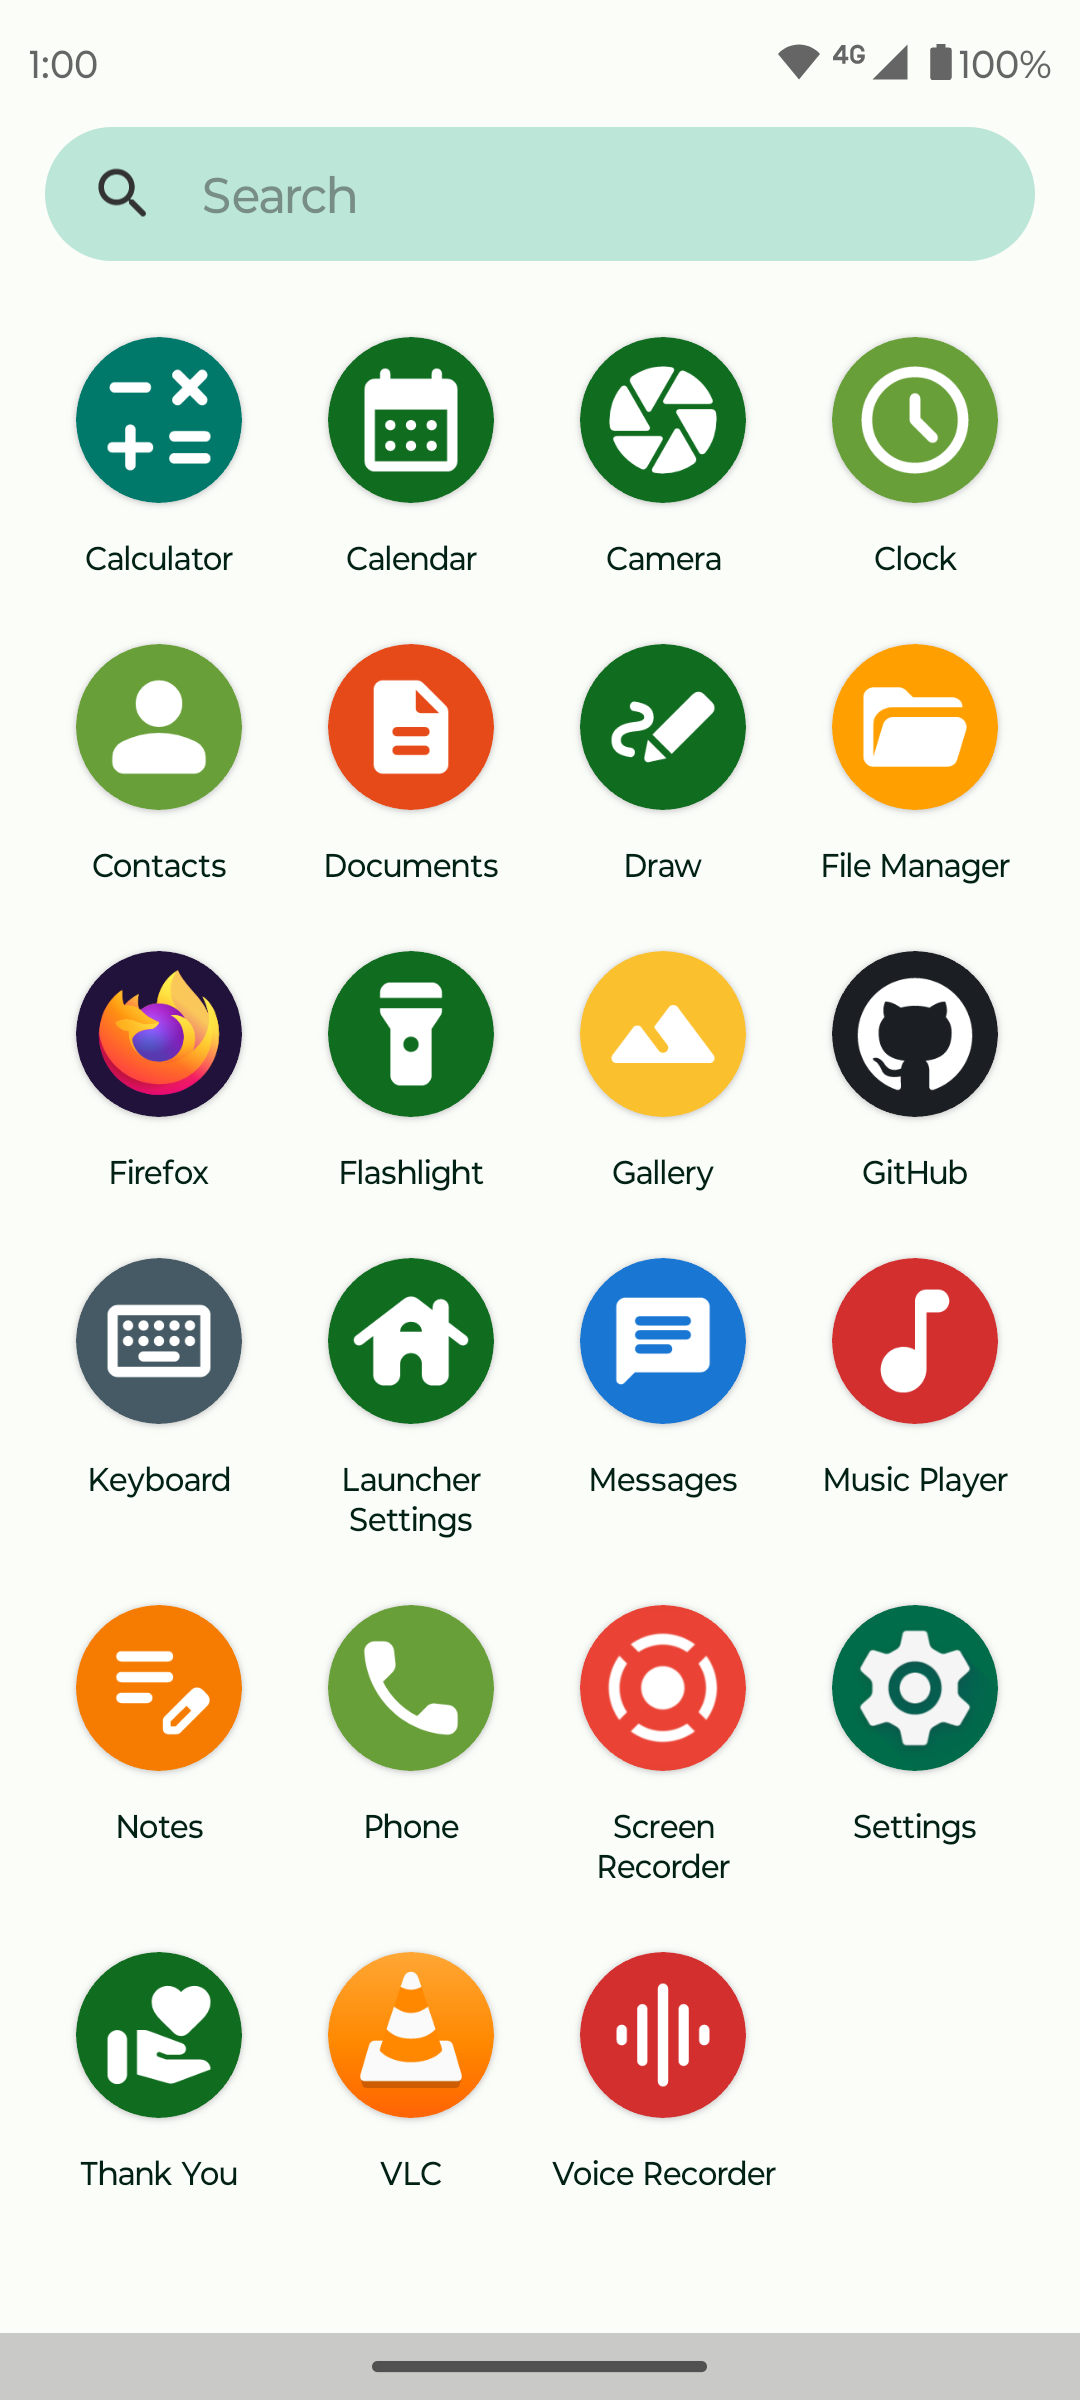 1:00 4G 100%
Search
Calculator Calendar Camera Clock
Contacts Documents Draw File Manager
Firefox Flashlight Gallery GitHub
Keyboard Launcher Settings Messages Music Player
Notes Phone Screen Recorder Settings
Thank You VLC Voice Recorder